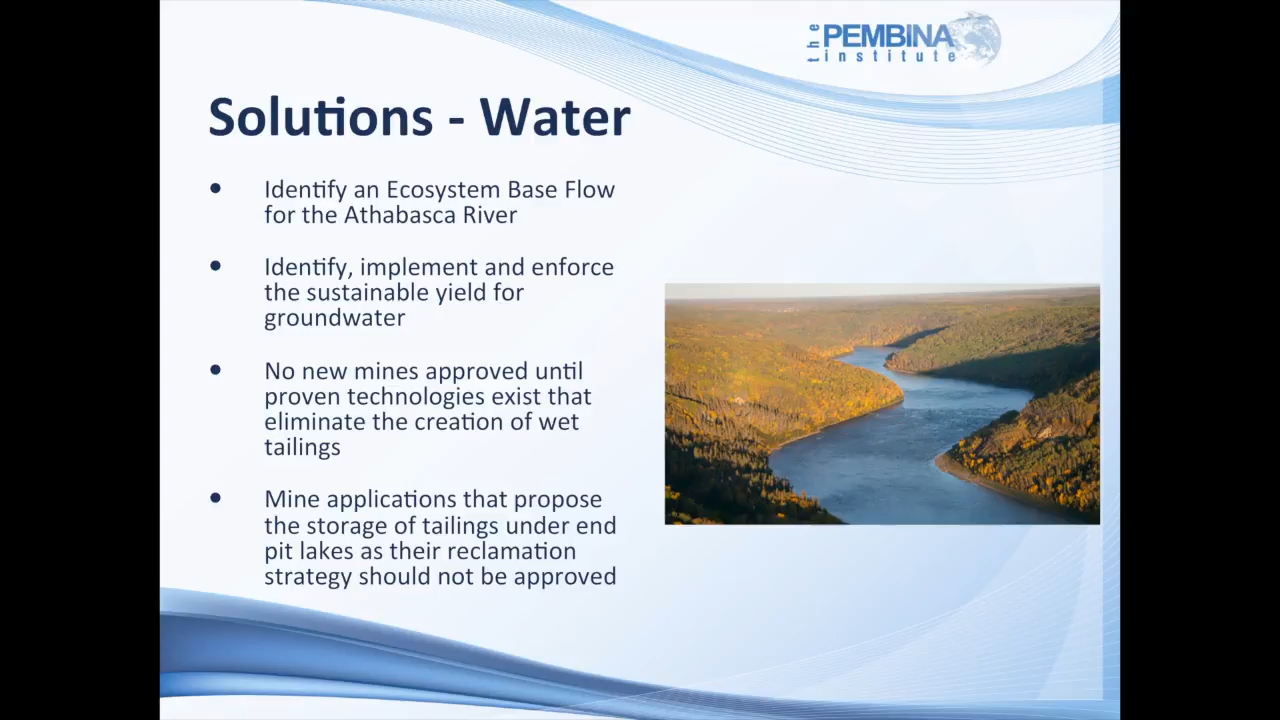 the PEMBINA
institute
Solutions - Water
• Identify an Ecosystem Base Flow
for the Athabasca River
• Identify, implement and enforce
the sustainable yield for
groundwater
• No new mines approved until
proven technologies exist that
eliminate the creation of wet
tailings
• Mine applications that propose
the storage of tailings under end
pit lakes as their reclamation
strategy should not be approved